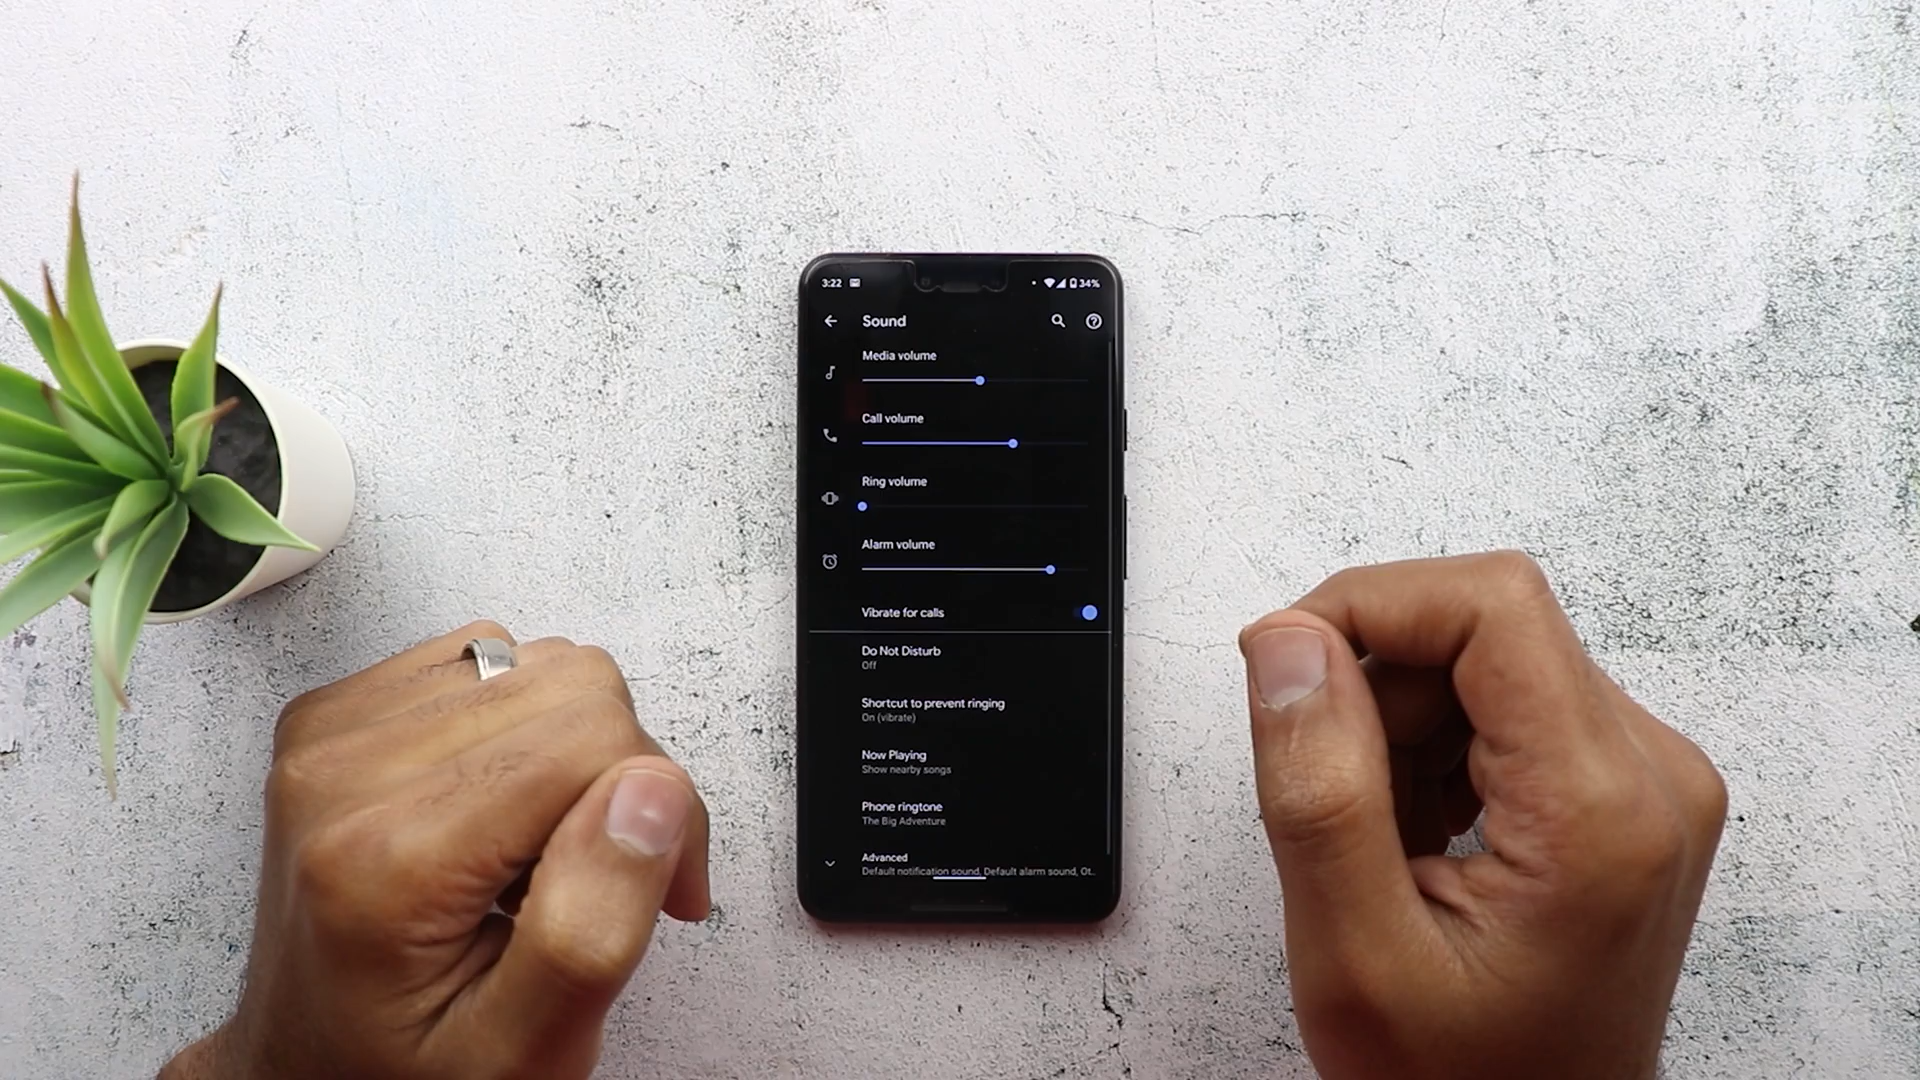 3:22
34%
Sound
Media volume
Call volume
Ring volume
Alarm volume
Vibrate for calls
Do Not Disturb
Off
Shortcut to prevent ringing
On (vibrate)
Now Playing
Show nearby songs
Phone ringtone
The Big Adventure
Advanced
Default notification sound, Default alarm sound, Ot..